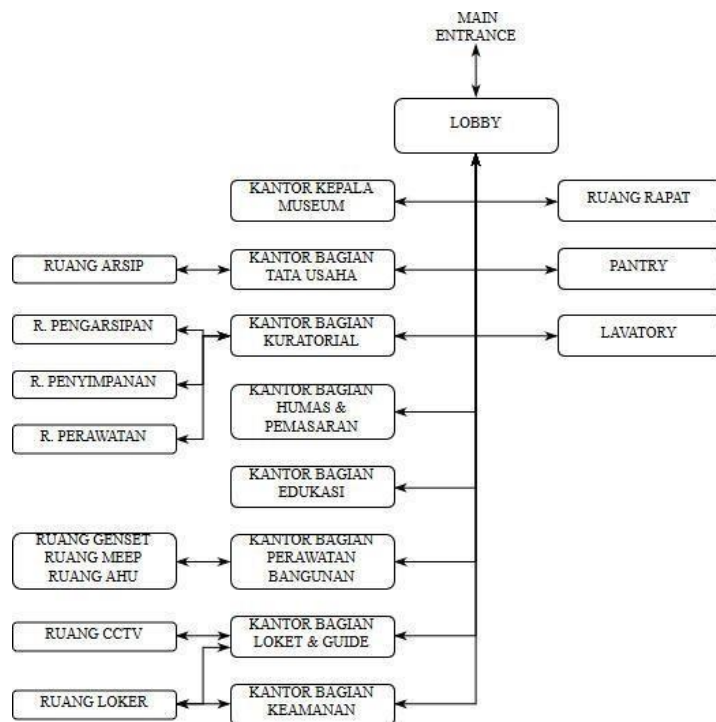 MAIN
ENTRANCE
LOBBY
KANTOR KEPALA
MUSEUM
RUANG RAPAT
RUANG ARSIP
KANTOR BAGIAN
TATA USAHA
PANTRY
R. PENGARSIPAN
KANTOR BAGIAN
KURATORIAL
LAVATORY
R. PENYIMPANAN
R. PERAWATAN
KANTOR BAGIAN
HUMAS &
PEMASARAN
KANTOR BAGIAN
EDUKASI
RUANG GENSET
RUANG MEEP
RUANG AHU
KANTOR BAGIAN
PERAWATAN
BANGUNAN
RUANG CCTV
KANTOR BAGIAN
LOKET & GUIDE
RUANG LOKER
KANTOR BAGIAN
KEAMANAN